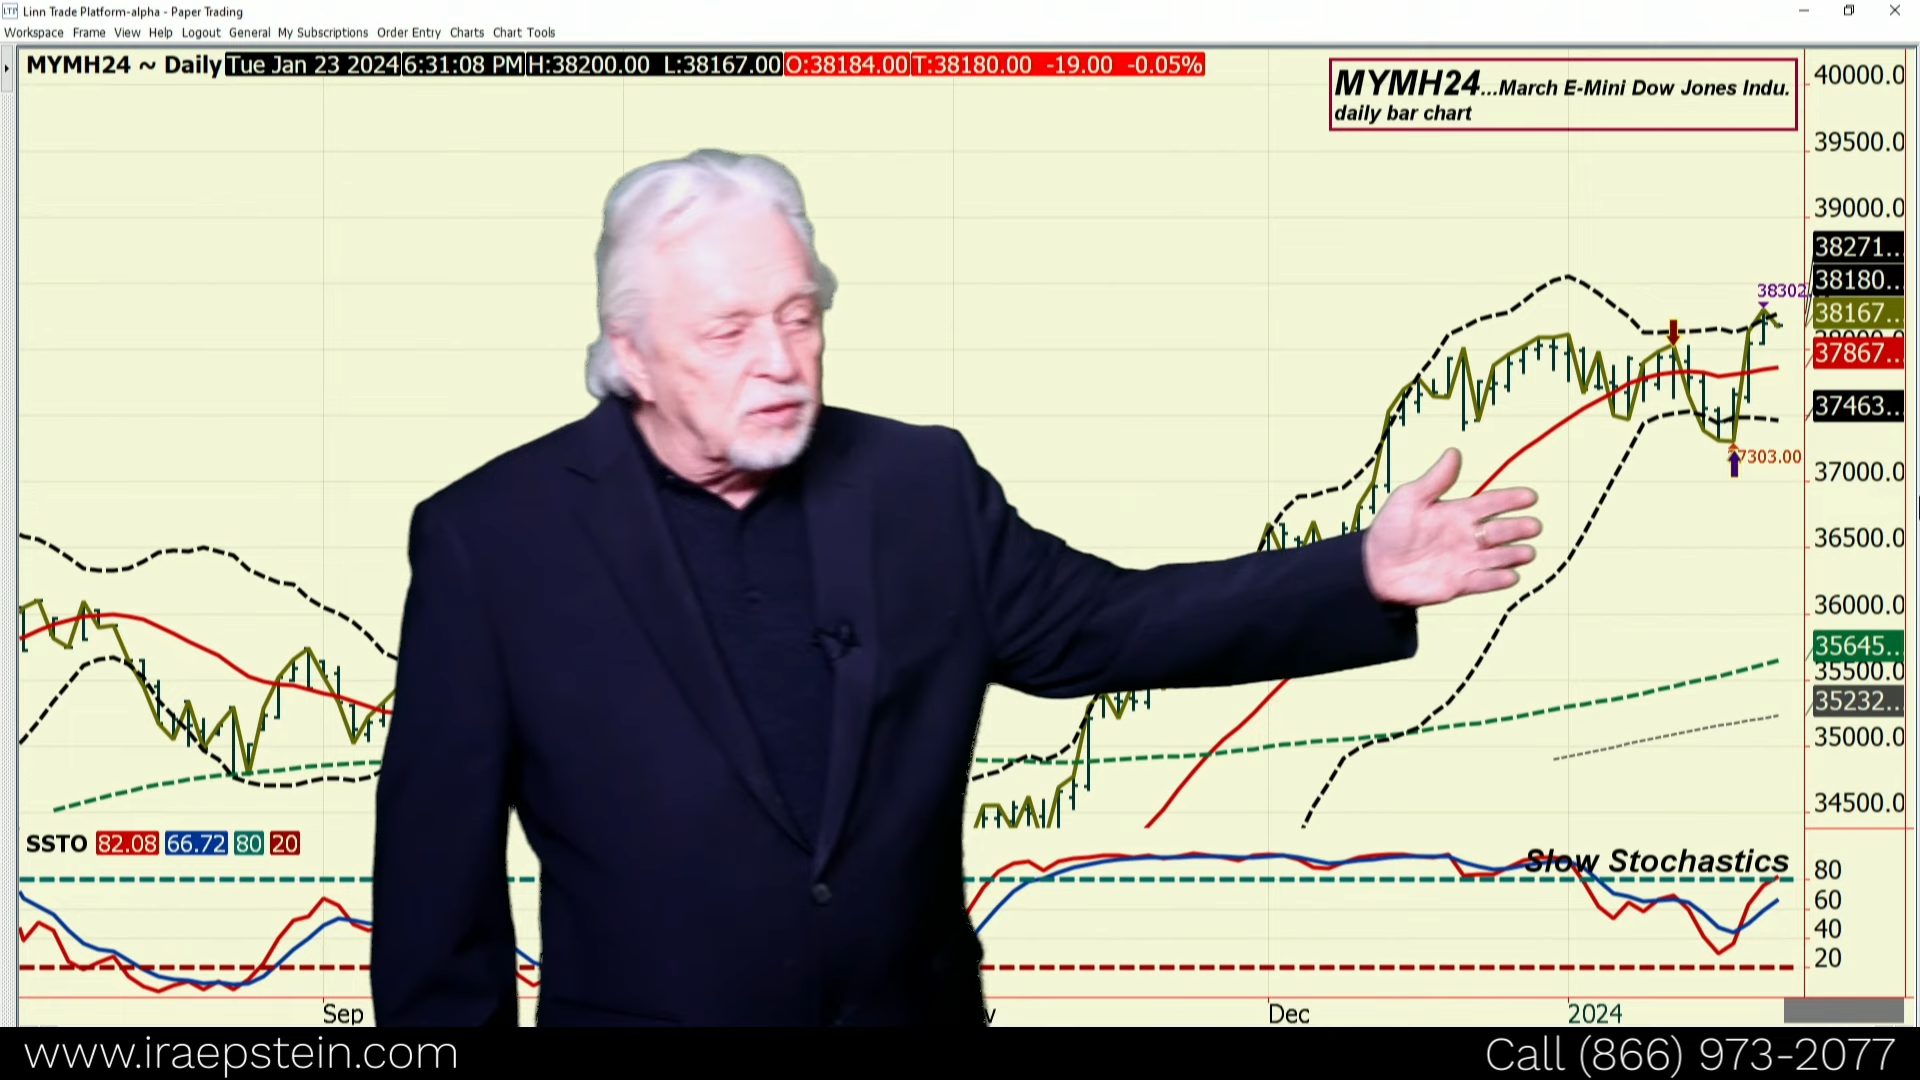 LTP Linn Trade Platform-alpha - Paper Trading
Workspace Frame View Help Logout General My Subscriptions Order Entry Charts Chart Tools
MYMH24 ~ Daily Tue Jan 23 2024 6:31:08 PM H:38200.00 L:38167.00 O:38184.00 T:38180.00 -19.00 -0.05%
MYMH24...March E-Mini Dow Jones Indu.
daily bar chart
40000.0
39500.0
39000.0
38271...
38180...
38302
38167...
38000.0
37867...
37463...
7303.00
37000.0
36500.0
36000.0
35645...
35500.0
35232...
35000.0
34500.0
SSTO 82.08 66.72 80 20
Slow Stochastics
80
60
40
20
Sep v Dec 2024
www.iraepstein.com Call (866) 973-2077